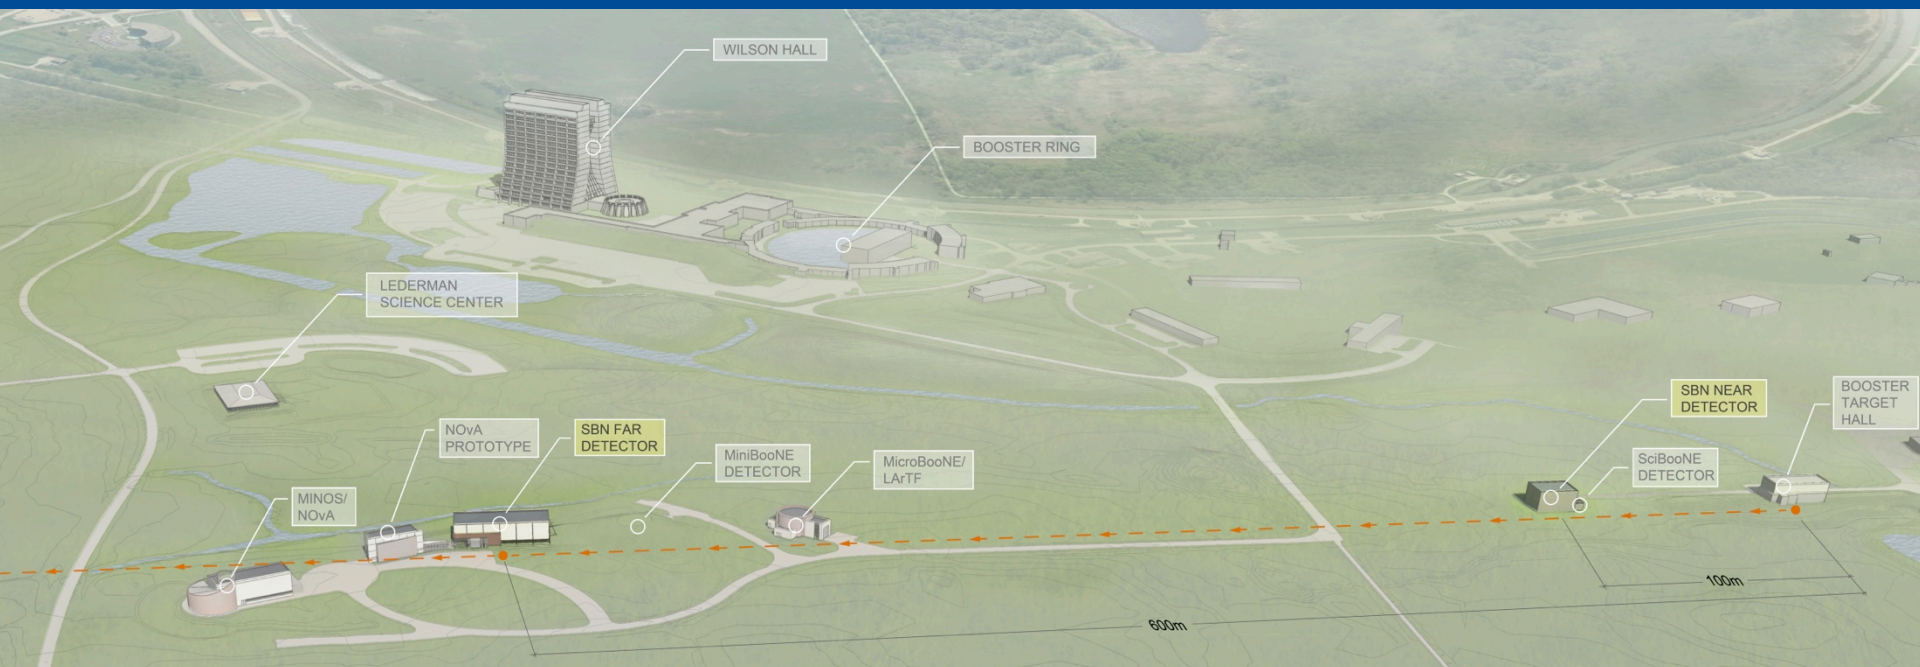 WILSON HALL
BOOSTER RING
LEDERMAN
SCIENCE CENTER
NOvA
PROTOTYPE
SBN FAR
DETECTOR
MINOS/
NOvA
MiniBooNE
DETECTOR
MicroBooNE/
LArTF
SBN NEAR
DETECTOR
SciBooNE
DETECTOR
BOOSTER
TARGET
HALL
100m
600m